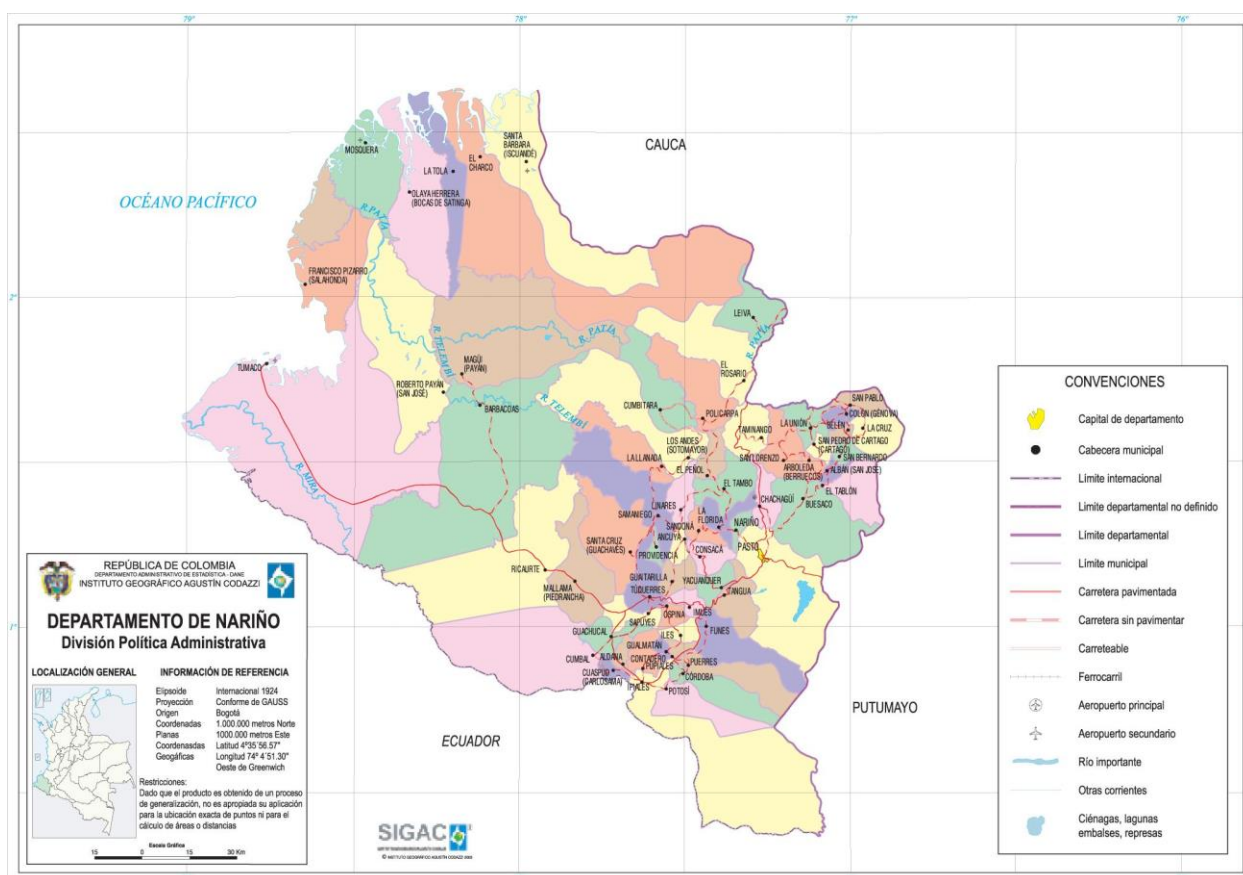 79°
78°
77°
76°
CAUCA
SANTA
BÁRBARA
(ISCUANDÉ)
MOSQUERA
EL
CHARCO
LA TOLA
OLAYA HERRERA
(BOCAS DE SATINGA)
OCÉANO PACÍFICO
R. PATÍA
FRANCISCO PIZARRO
(SALAHONDA)
2°
LEIVA
R. PATÍA
R. PATÍA
R. TELEMBÍ
MAGÜI
(PAYÁN)
TUMACO
EL
ROSARIO
ROBERTO PAYÁN
(SAN JOSÉ)
BARBACOAS
R. TELEMBÍ
CUMBITARA
POLICARPA
SAN PABLO
COLÓN (GÉNOVA)
LA UNIÓN
BELÉN
LA CRUZ
TAMINANGO
SAN PEDRO DE CARTAGO
(CARTAGO)
LOS ANDES
(SOTOMAYOR)
SAN BERNARDO
LA LLANADA
SAN LORENZO
ARBOLEDA
(BERRUECOS)
ALBÁN (SAN JOSÉ)
EL PEÑOL
R. MIRA
EL TAMBO
EL TABLÓN
CHACHAGÜÍ
BUESACO
LINARES
SAMANIEGO
LA
FLORIDA
SANDONÁ
NARIÑO
ANCUYA
SANTA CRUZ
(GUACHAVÉS)
PROVIDENCIA
CONSACÁ
PASTO
RICAURTE
MALLAMA
(PIEDRANCHA)
GUAITARILLA
YACUANQUER
TÚQUERRES
TANGUA
OSPINA
IMUÉS
SAPUYES
1°
FUNES
GUACHUCAL
ILES
GUALMATÁN
CUMBAL
ALDANA
CONTADERO
PUPIALES
PUERRES
CUASPUD
(CARLOSAMA)
CÓRDOBA
IPIALES
POTOSÍ
PUTUMAYO
ECUADOR
CONVENCIONES
Capital de departamento
Cabecera municipal
Límite internacional
Límite departamental no definido
Límite departamental
Límite municipal
Carretera pavimentada
Carretera sin pavimentar
Carreteable
Ferrocarril
Aeropuerto principal
Aeropuerto secundario
Río importante
Otras corrientes
Ciénagas, lagunas
embalses, represas
REPÚBLICA DE COLOMBIA
DEPARTAMENTO ADMINISTRATIVO DE ESTADÍSTICA - DANE
INSTITUTO GEOGRÁFICO AGUSTÍN CODAZZI
DEPARTAMENTO DE NARIÑO
División Política Administrativa
LOCALIZACIÓN GENERAL
INFORMACIÓN DE REFERENCIA
Elipsoide Internacional 1924
Proyección Conforme de GAUSS
Origen Bogotá
Coordenadas 1.000.000 metros Norte
Planas 1000.000 metros Este
Coordenasdas Latitud 4°35´56.57"
Geogáficas Longitud 74° 4´51.30"
Oeste de Greenwich
Restricciones:
Dado que el producto es obtenido de un proceso
de generalización, no es apropiada su aplicación
para la ubicación exacta de puntos ni para el
cálculo de áreas o distancias
Escala Gráfica
15 0 15 30 Km
SIGAC
© INSTITUTO GEOGRÁFICO AGUSTÍN CODAZZI